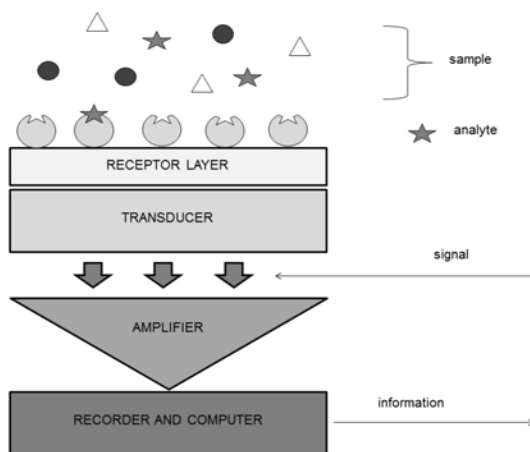 sample
analyte
RECEPTOR LAYER
TRANSDUCER
signal
AMPLIFIER
information
RECORDER AND COMPUTER